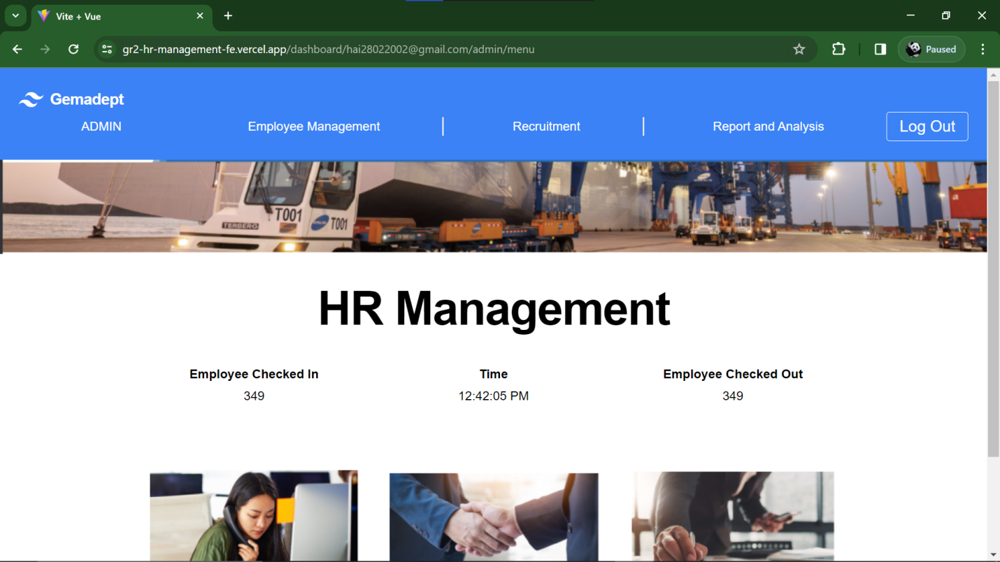 Vite + Vue
gr2-hr-management-fe.vercel.app/dashboard/hai28022002@gmail.com/admin/menu
Paused
Gemadept
ADMIN
Employee Management
Recruitment
Report and Analysis
Log Out
T001
T001
TERBERG
HR Management
Employee Checked In
Time
Employee Checked Out
349
12:42:05 PM
349